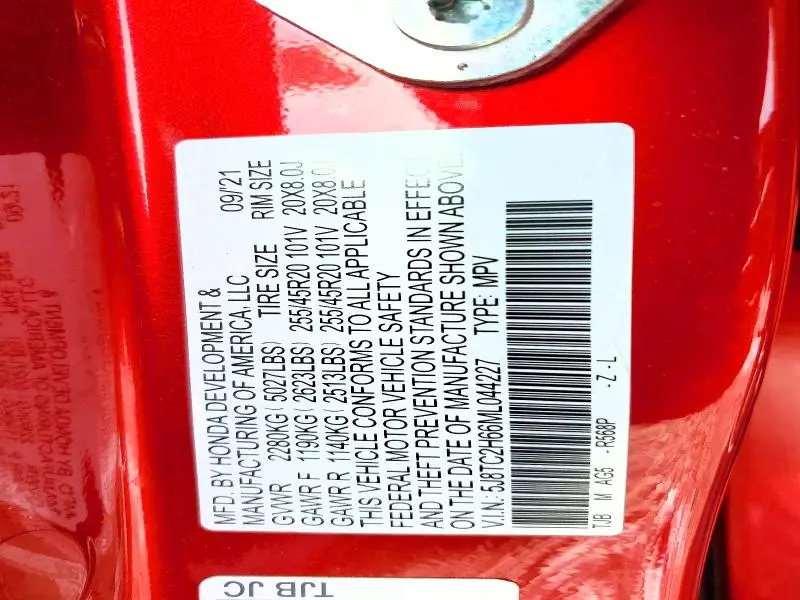 MFD. BY HONDA DEVELOPMENT &
MANUFACTURING OF AMERICA, LLC 09/21
GVWR 2280KG(5027LBS) TIRE SIZE RIM SIZE
GAWR F 1190KG(2623LBS) 255/45R20 101V 20X8.0J
GAWR R 1140KG(2513LBS) 255/45R20 101V 20X8.0J
THIS VEHICLE CONFORMS TO ALL APPLICABLE
FEDERAL MOTOR VEHICLE SAFETY
AND THEFT PREVENTION STANDARDS IN EFFECT
ON THE DATE OF MANUFACTURE SHOWN ABOVE.
V.I.N: 5J8TC2H66ML044227 TYPE: MPV
TJB M AG5 -R568P -Z-L
TJB JC